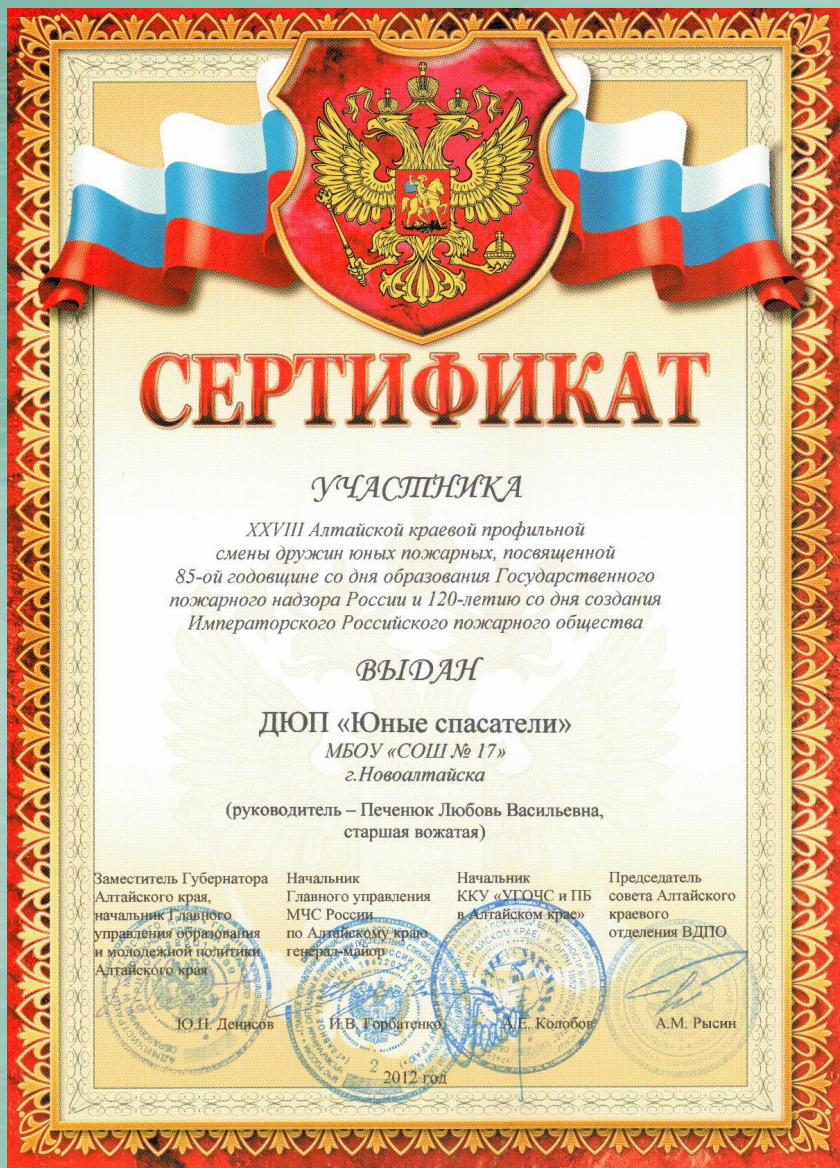 СЕРТИФИКАТ
УЧАСТНИКА
XXVIII Алтайской краевой профильной
смены дружин юных пожарных, посвященной
85-ой годовщине со дня образования Государственного
пожарного надзора России и 120-летию со дня создания
Императорского Российского пожарного общества
ВЫДАН
ДЮП «Юные спасатели»
МБОУ «СОШ № 17»
г.Новоалтайска
(руководитель – Печенюк Любовь Васильевна,
старшая вожатая)
Заместитель Губернатора
Алтайского края,
начальник Главного
управления образования
и молодежной политики
Алтайского края
Ю.Н. Денисов
Начальник
Главного управления
МЧС России
по Алтайскому краю
генерал-майор
И.В. Горбатенко
Начальник
ККУ «УГОЧС и ПБ
в Алтайском крае»
А.Е. Колобов
Председатель
совета Алтайского
краевого
отделения ВДПО
А.М. Рысин
2012 год